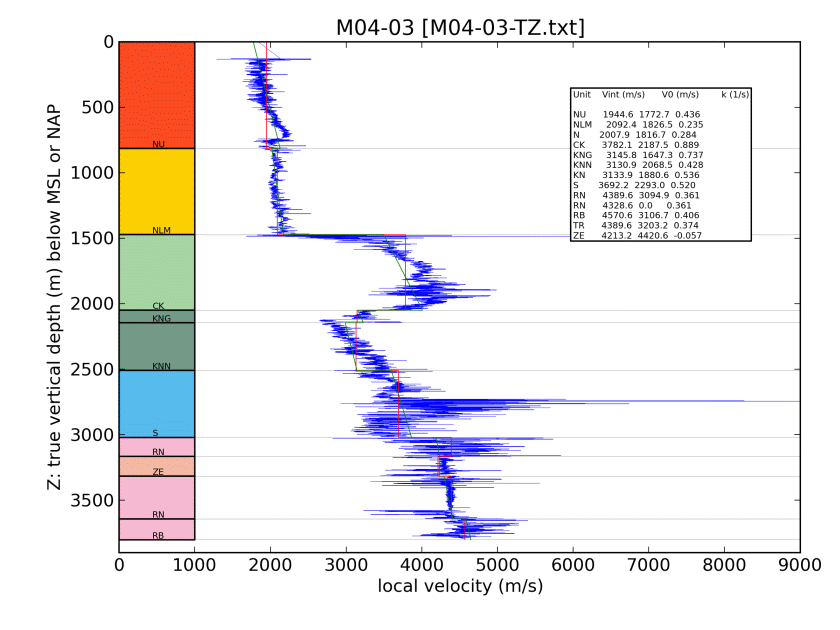 M04-03 [M04-03-TZ.txt]
Z: true vertical depth (m) below MSL or NAP
0
500
1000
1500
2000
2500
3000
3500
NU
NLM
CK
KNG
KNN
S
RN
ZE
RN
RB
Unit Vint (m/s) V0 (m/s) k (1/s)
NU 1944.6 1772.7 0.436
NLM 2092.4 1826.5 0.235
N 2007.9 1816.7 0.284
CK 3782.1 2187.5 0.889
KNG 3145.8 1647.3 0.737
KNN 3130.9 2068.5 0.428
KN 3133.9 1880.6 0.536
S 3692.2 2293.0 0.520
RN 4389.6 3094.9 0.361
RN 4328.6 0.0 0.361
RB 4570.6 3106.7 0.406
TR 4389.6 3203.2 0.374
ZE 4213.2 4420.6 -0.057
0 1000 2000 3000 4000 5000 6000 7000 8000 9000
local velocity (m/s)